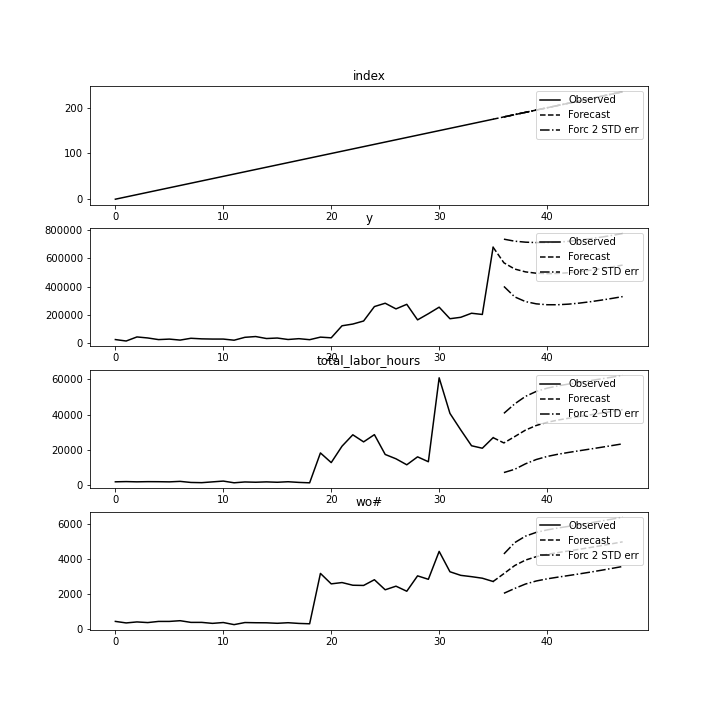 index
200
100
0
Observed
Forecast
Forc 2 STD err
0 10 20 30 40
y
800000
600000
400000
200000
0
Observed
Forecast
Forc 2 STD err
0 10 20 30 40
total_labor_hours
60000
40000
20000
0
Observed
Forecast
Forc 2 STD err
0 10 20 30 40
wo#
6000
4000
2000
0
Observed
Forecast
Forc 2 STD err
0 10 20 30 40